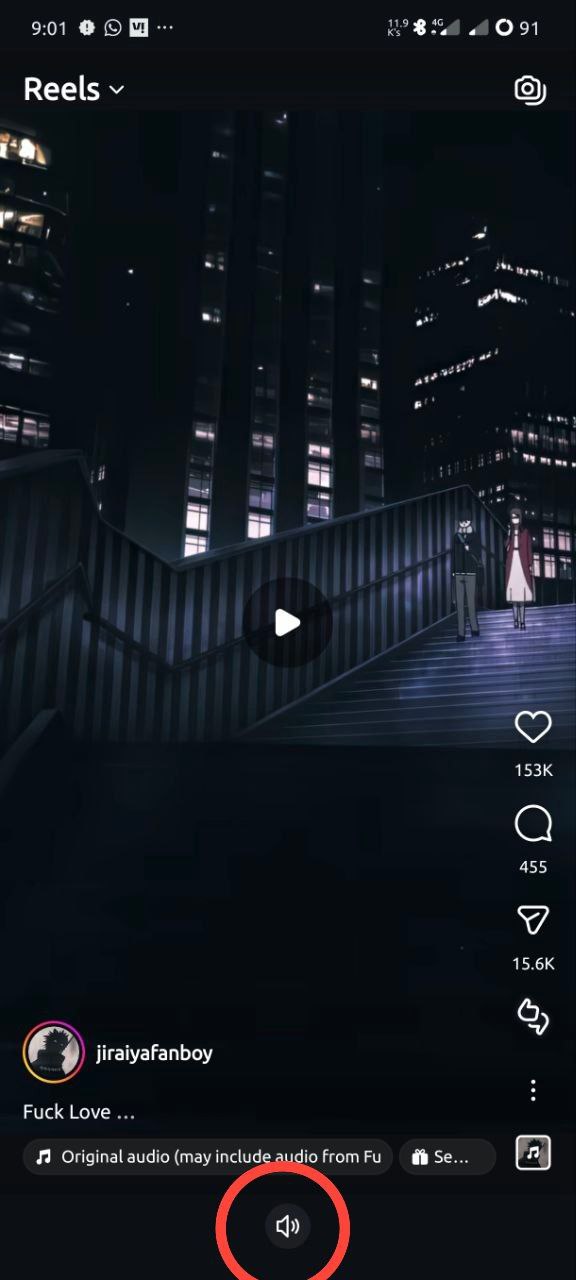 9:01 V! ... 11.9 K's 4G 91
Reels
153K
455
15.6K
jiraiyafanboy
Fuck Love ...
Original audio (may include audio from Fu
Se...